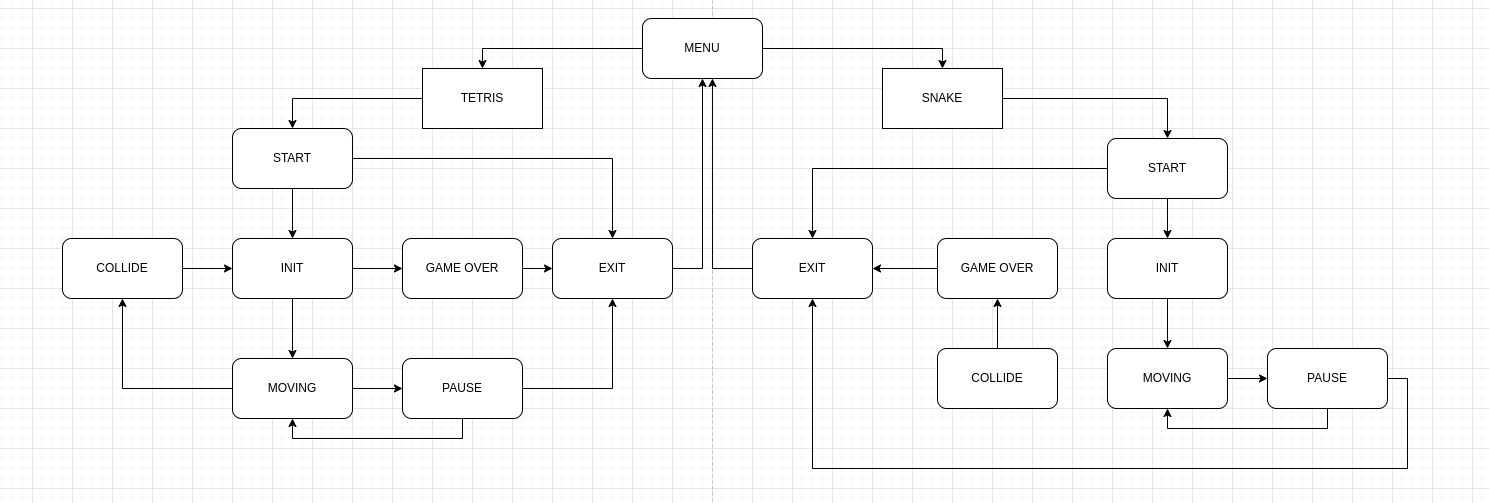 MENU
TETRIS
SNAKE
START
START
COLLIDE
INIT
GAME OVER
EXIT
EXIT
GAME OVER
INIT
MOVING
PAUSE
COLLIDE
MOVING
PAUSE